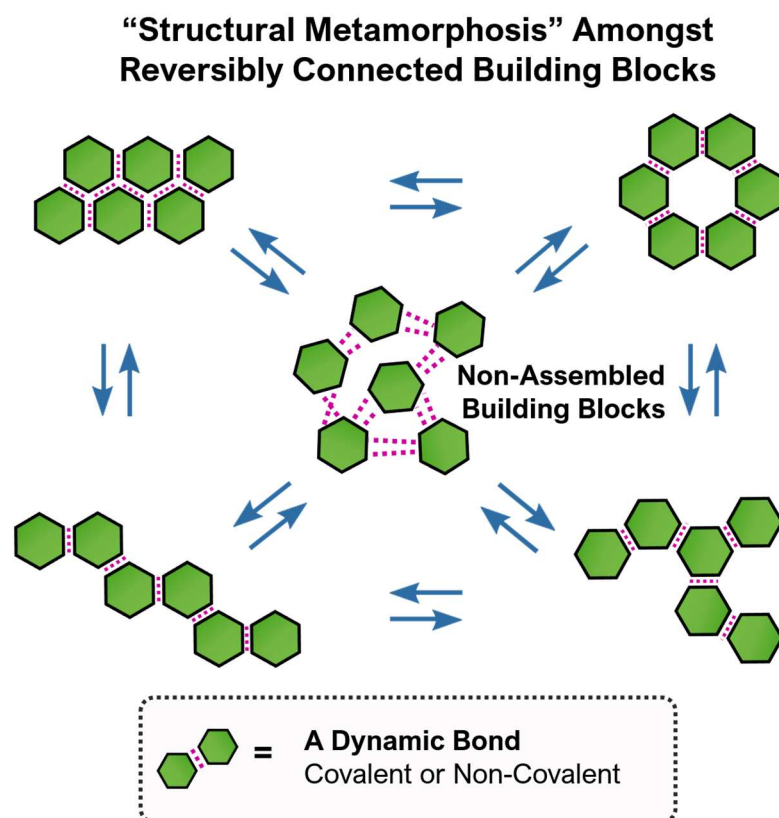 “Structural Metamorphosis” Amongst
Reversibly Connected Building Blocks
Non-Assembled
Building Blocks
= A Dynamic Bond
Covalent or Non-Covalent